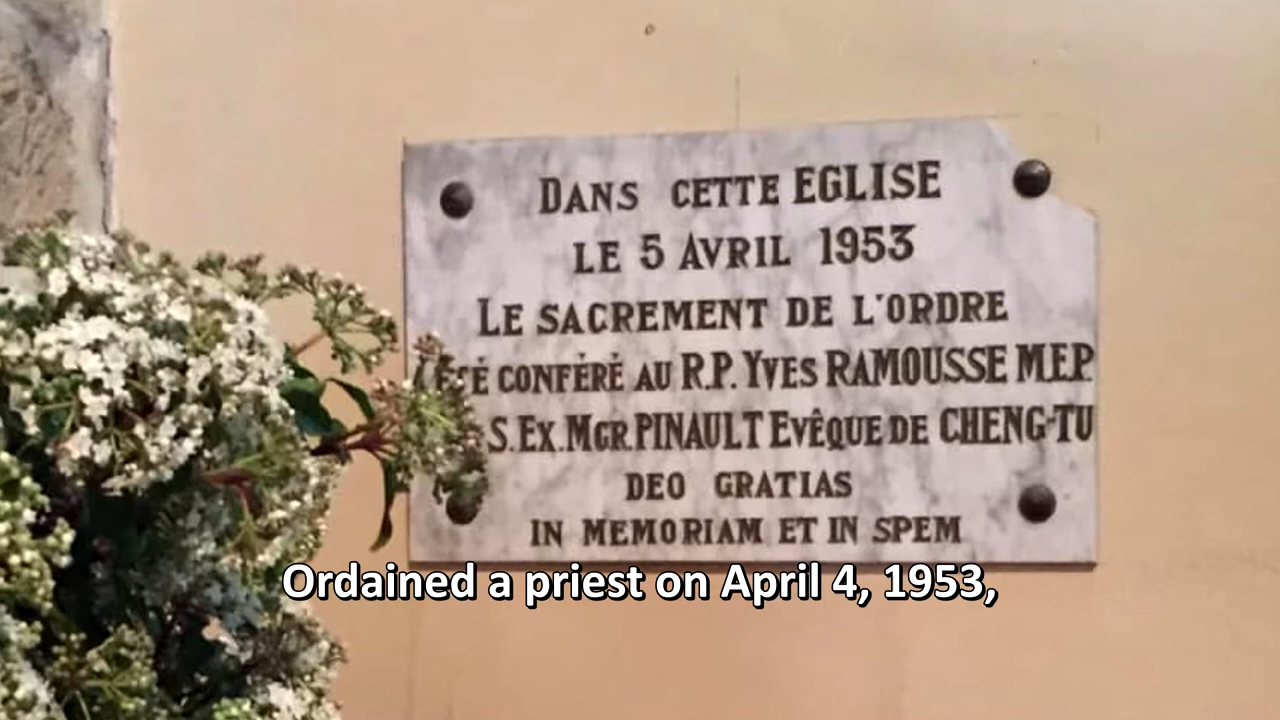 DANS CETTE EGLISE
LE 5 AVRIL 1953
LE SACREMENT DE L'ORDRE
CONFÉRÉ AU R.P. YVES RAMOUSSE M.E.P.
S.EX.MGR.PINAULT EVÊQUE DE CHENG-TU
DEO GRATIAS
IN MEMORIAM ET IN SPEM
Ordained a priest on April 4, 1953,